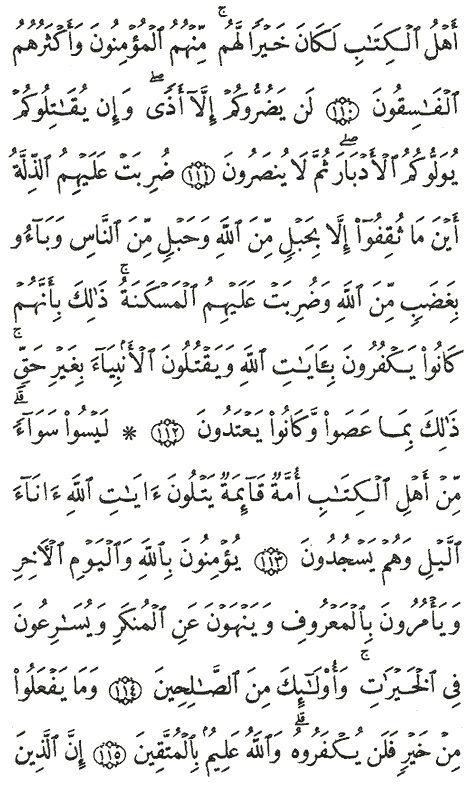 أَهۡلُ ٱلۡكِتَٰبِ لَكَانَ خَيۡرٗا لَّهُمۚ مِّنۡهُمُ ٱلۡمُؤۡمِنُونَ وَأَكۡثَرُهُمُ
ٱلۡفَٰسِقُونَ ١١٠ لَن يَضُرُّوكُمۡ إِلَّآ أَذٗىۖ وَإِن يُقَٰتِلُوكُمۡ
يُوَلُّوكُمُ ٱلۡأَدۡبَارَۖ ثُمَّ لَا يُنصَرُونَ ١١١ ضُرِبَتۡ عَلَيۡهِمُ ٱلذِّلَّةُ
أَيۡنَ مَا ثُقِفُوٓاْ إِلَّا بِحَبۡلٖ مِّنَ ٱللَّهِ وَحَبۡلٖ مِّنَ ٱلنَّاسِ وَبَآءُو
بِغَضَبٖ مِّنَ ٱللَّهِ وَضُرِبَتۡ عَلَيۡهِمُ ٱلۡمَسۡكَنَةُۚ ذَٰلِكَ بِأَنَّهُمۡ
كَانُواْ يَكۡفُرُونَ بِـَٔايَٰتِ ٱللَّهِ وَيَقۡتُلُونَ ٱلۡأَنۢبِيَآءَ بِغَيۡرِ حَقّٖۚ
ذَٰلِكَ بِمَا عَصَواْ وَّكَانُواْ يَعۡتَدُونَ ١١٢ * لَيۡسُواْ سَوَآءٗۗ
مِّنۡ أَهۡلِ ٱلۡكِتَٰبِ أُمَّةٞ قَآئِمَةٞ يَتۡلُونَ ءَايَٰتِ ٱللَّهِ ءَانَآءَ
ٱلَّيۡلِ وَهُمۡ يَسۡجُدُونَ ١١٣ يُؤۡمِنُونَ بِٱللَّهِ وَٱلۡيَوۡمِ ٱلۡأٓخِرِ
وَيَأۡمُرُونَ بِٱلۡمَعۡرُوفِ وَيَنۡهَوۡنَ عَنِ ٱلۡمُنكَرِ وَيُسَٰرِعُونَ
فِي ٱلۡخَيۡرَٰتِۚ وَأُوْلَٰٓئِكَ مِنَ ٱلصَّٰلِحِينَ ١١٤ وَمَا يَفۡعَلُواْ
مِنۡ خَيۡرٖ فَلَن يُكۡفَرُوهُۗ وَٱللَّهُ عَلِيمُۢ بِٱلۡمُتَّقِينَ ١١٥ إِنَّ ٱلَّذِينَ